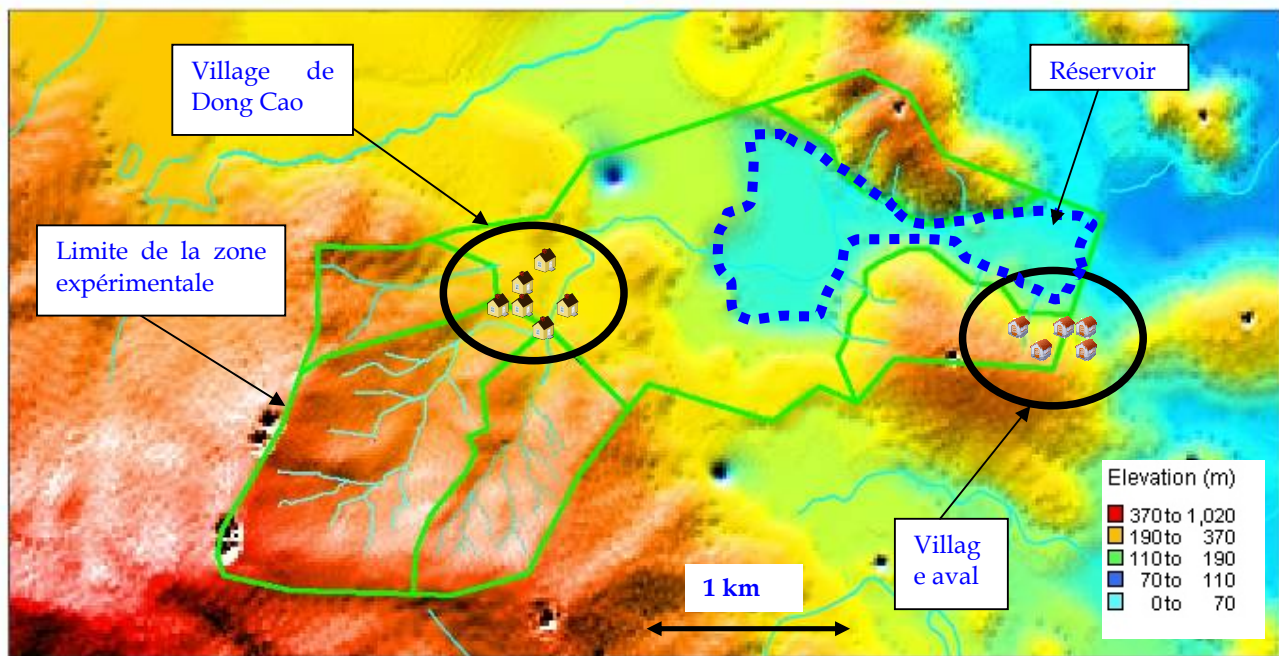 Village de
Dong Cao
Réservoir
Limite de la zone
expérimentale
Elevation (m)
370 to 1,020
190 to 370
110 to 190
70 to 110
0 to 70
Villag
e aval
1 km